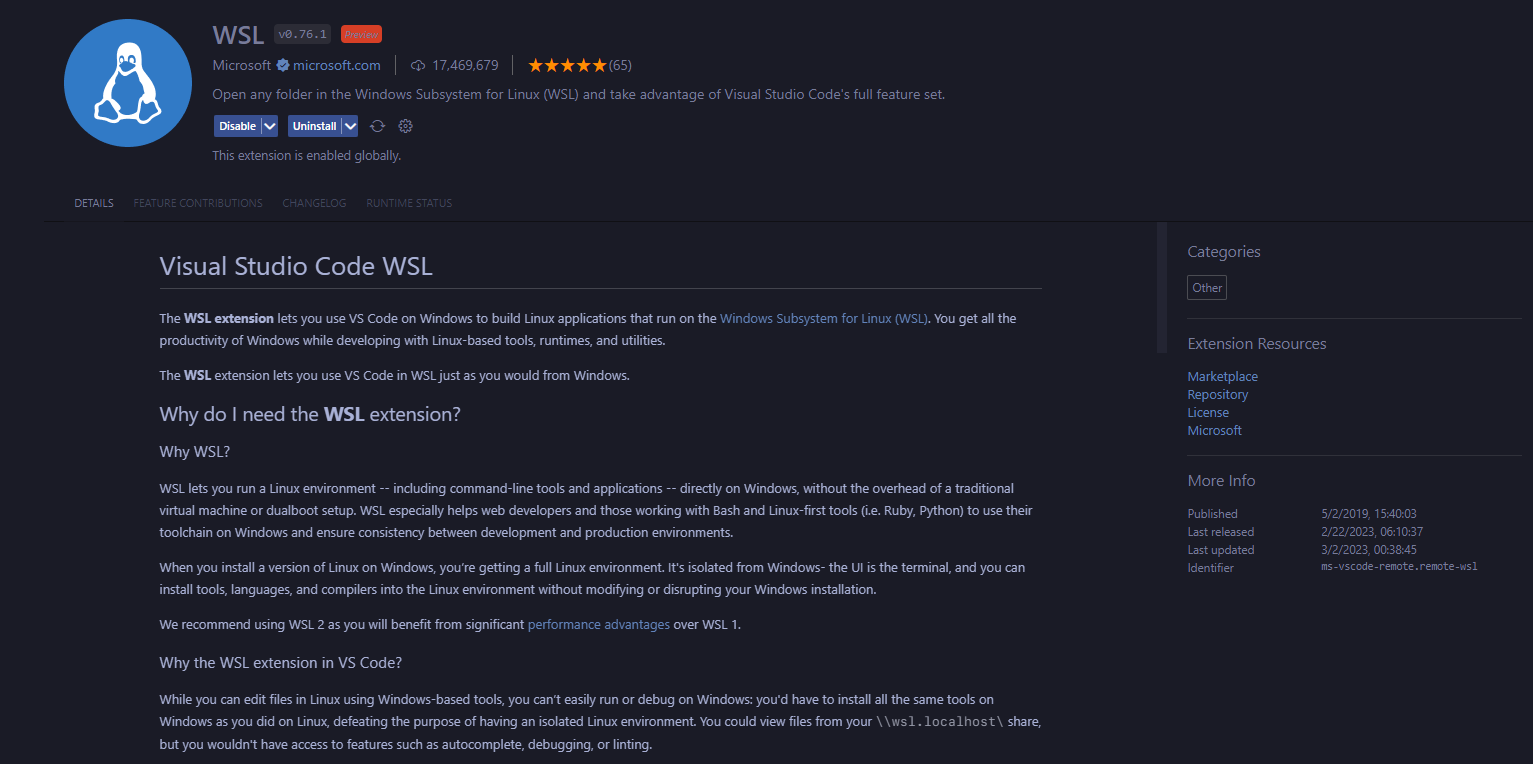 WSL v0.76.1 Preview
Microsoft microsoft.com 17,469,679 (65)
Open any folder in the Windows Subsystem for Linux (WSL) and take advantage of Visual Studio Code's full feature set.
Disable Uninstall
This extension is enabled globally.
DETAILS FEATURE CONTRIBUTIONS CHANGELOG RUNTIME STATUS
Visual Studio Code WSL
The WSL extension lets you use VS Code on Windows to build Linux applications that run on the Windows Subsystem for Linux (WSL). You get all the
productivity of Windows while developing with Linux-based tools, runtimes, and utilities.
The WSL extension lets you use VS Code in WSL just as you would from Windows.
Why do I need the WSL extension?
Why WSL?
WSL lets you run a Linux environment -- including command-line tools and applications -- directly on Windows, without the overhead of a traditional
virtual machine or dualboot setup. WSL especially helps web developers and those working with Bash and Linux-first tools (i.e. Ruby, Python) to use their
toolchain on Windows and ensure consistency between development and production environments.
When you install a version of Linux on Windows, you're getting a full Linux environment. It's isolated from Windows- the UI is the terminal, and you can
install tools, languages, and compilers into the Linux environment without modifying or disrupting your Windows installation.
We recommend using WSL 2 as you will benefit from significant performance advantages over WSL 1.
Why the WSL extension in VS Code?
While you can edit files in Linux using Windows-based tools, you can't easily run or debug on Windows: you'd have to install all the same tools on
Windows as you did on Linux, defeating the purpose of having an isolated Linux environment. You could view files from your \\wsl.localhost\ share,
but you wouldn't have access to features such as autocomplete, debugging, or linting.
Categories
Other
Extension Resources
Marketplace
Repository
License
Microsoft
More Info
Published 5/2/2019, 15:40:03
Last released 2/22/2023, 06:10:37
Last updated 3/2/2023, 00:38:45
Identifier ms-vscode-remote.remote-wsl